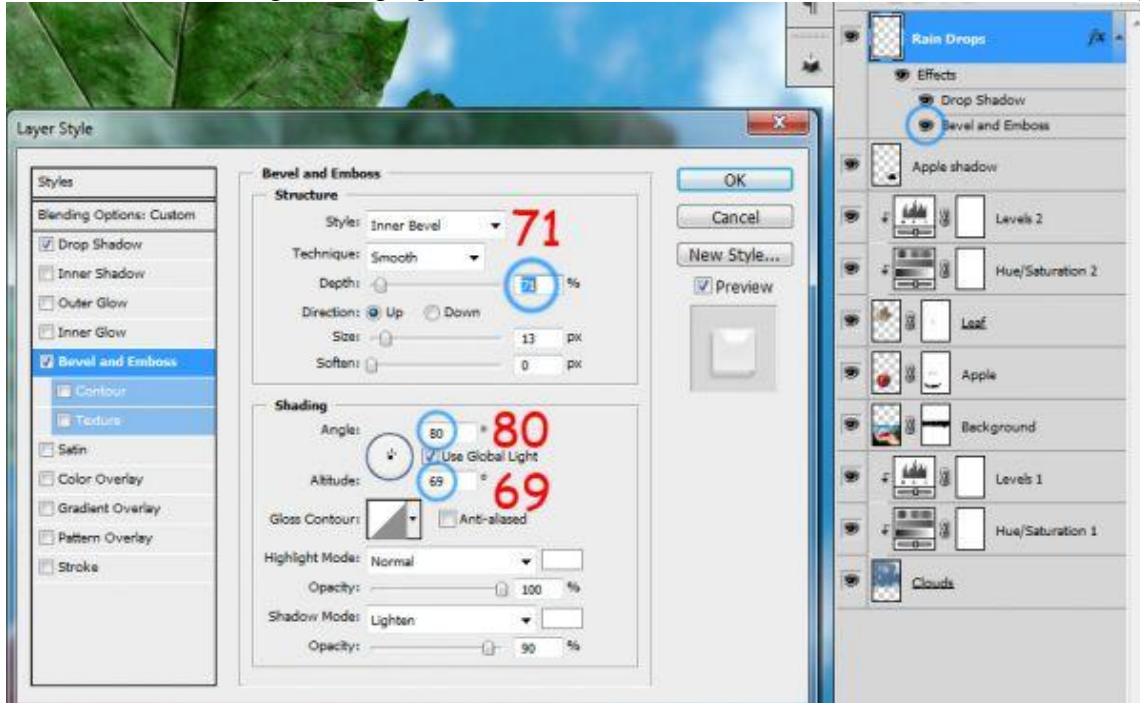 Layer Style
Styles
Blending Options: Custom
Drop Shadow
Inner Shadow
Outer Glow
Inner Glow
Bevel and Emboss
Contour
Texture
Satin
Color Overlay
Gradient Overlay
Pattern Overlay
Stroke
Bevel and Emboss
Structure
Style: Inner Bevel
71
Technique: Smooth
Depth: 71 %
Direction: Up Down
Size: 13 px
Soften: 0 px
Shading
Angle: 80 °
80
Use Global Light
Altitude: 69 °
69
Gloss Contour: Anti-aliased
Highlight Mode: Normal
Opacity: 100 %
Shadow Mode: Lighten
Opacity: 90 %
OK
Cancel
New Style...
Preview
Rain Drops fx
Effects
Drop Shadow
Bevel and Emboss
Apple shadow
Levels 2
Hue/Saturation 2
Leaf
Apple
Background
Levels 1
Hue/Saturation 1
Clouds